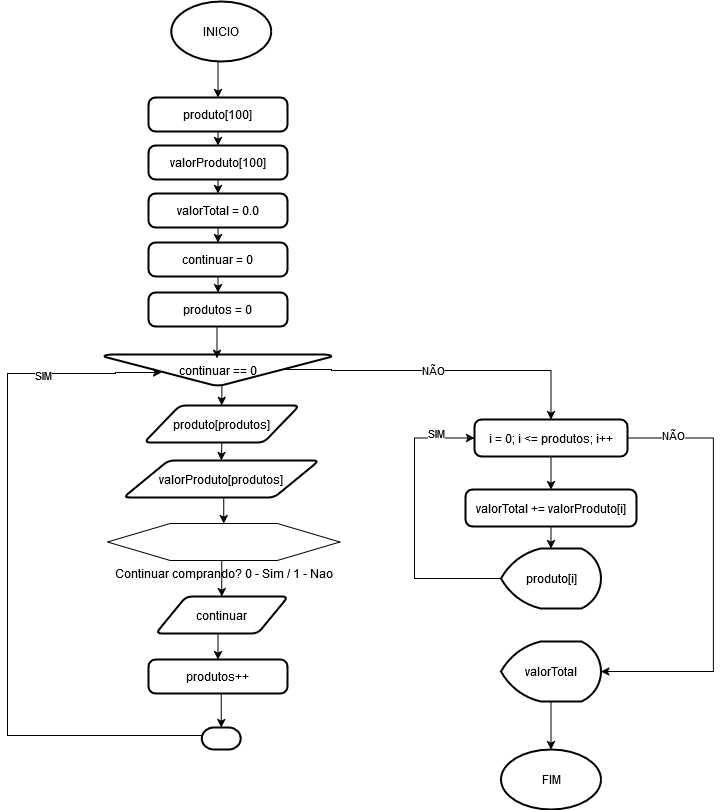 INICIO
produto[100]
valorProduto[100]
valorTotal = 0.0
continuar = 0
produtos = 0
continuar == 0
SIM
NÃO
produto[produtos]
valorProduto[produtos]
Continuar comprando? 0 - Sim / 1 - Nao
continuar
produtos++
i = 0; i <= produtos; i++
SIM
NÃO
valorTotal += valorProduto[i]
produto[i]
valorTotal
FIM